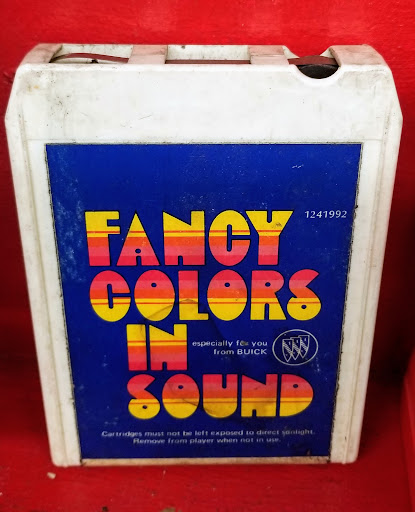 FANCY
1241992
COLORS
IN
especially for you
from BUICK
SOUND
Cartridges must not be left exposed to direct sunlight.
Remove from player when not in use.